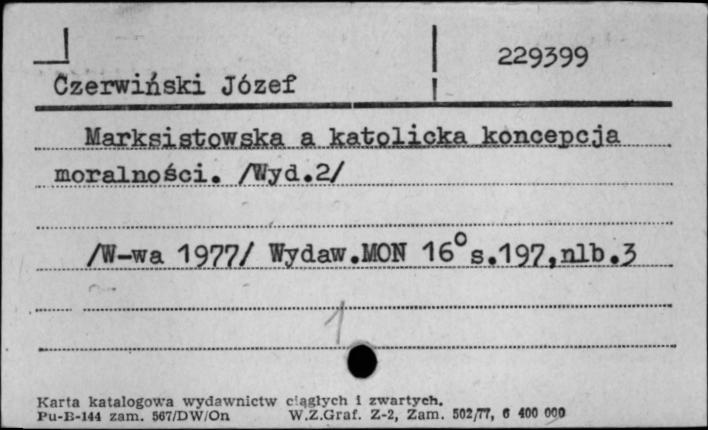 229399
Czerwiński Józef
Marksistowska a katolicka koncepcja
moralności. /Wyd.2/
/W-wa 1977/ Wydaw.MON 16° s.197,nlb.3
1
Karta katalogowa wydawnictw ciągłych i zwartych.
Pu-B-144 zam. 567/DW/On W.Z.Graf. Z-2, Zam. 502/77, 6 400 000